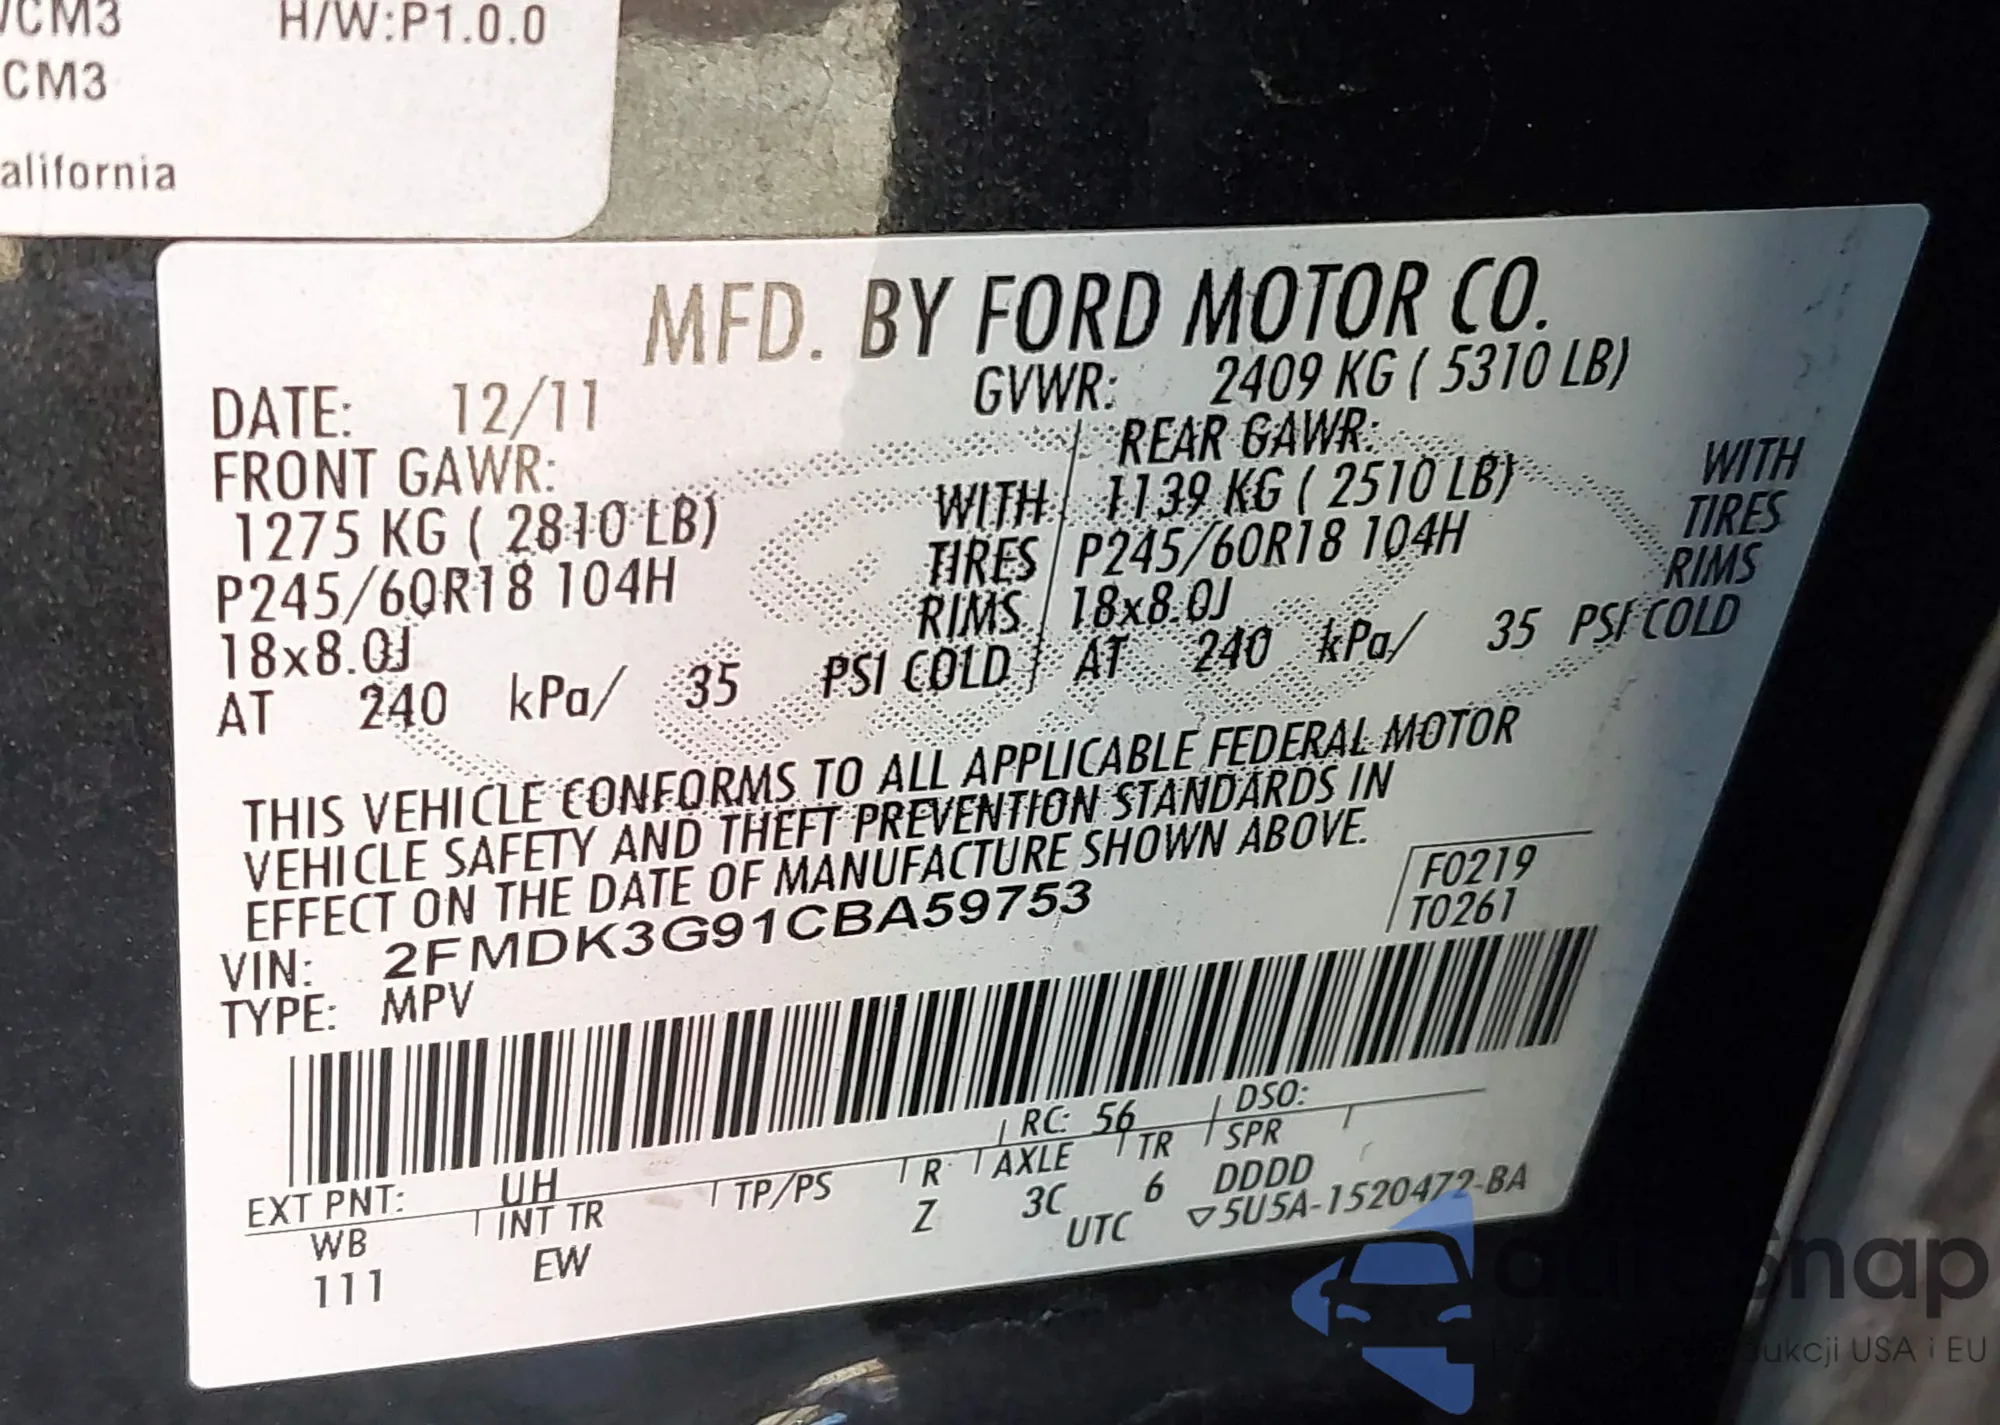 VCM3 H/W:P1.0.0
CM3
alifornia
MFD. BY FORD MOTOR CO.
DATE: 12/11 GVWR: 2409 KG ( 5310 LB)
FRONT GAWR: REAR GAWR:
1275 KG ( 2810 LB) WITH 1139 KG ( 2510 LB) WITH
P245/60R18 104H TIRES P245/60R18 104H TIRES
18x8.0J RIMS 18x8.0J RIMS
AT 240 kPa/ 35 PSI COLD AT 240 kPa/ 35 PSI COLD
THIS VEHICLE CONFORMS TO ALL APPLICABLE FEDERAL MOTOR
VEHICLE SAFETY AND THEFT PREVENTION STANDARDS IN
EFFECT ON THE DATE OF MANUFACTURE SHOWN ABOVE.
F0219
T0261
VIN: 2FMDK3G91CBA59753
TYPE: MPV
EXT PNT: UH RC: 56 DSO:
WB INT TR TP/PS R AXLE TR SPR
111 EW Z 3C 6 DDDD
UTC ▽5U5A-1520472-BA
autosnap
ukcji USA i EU